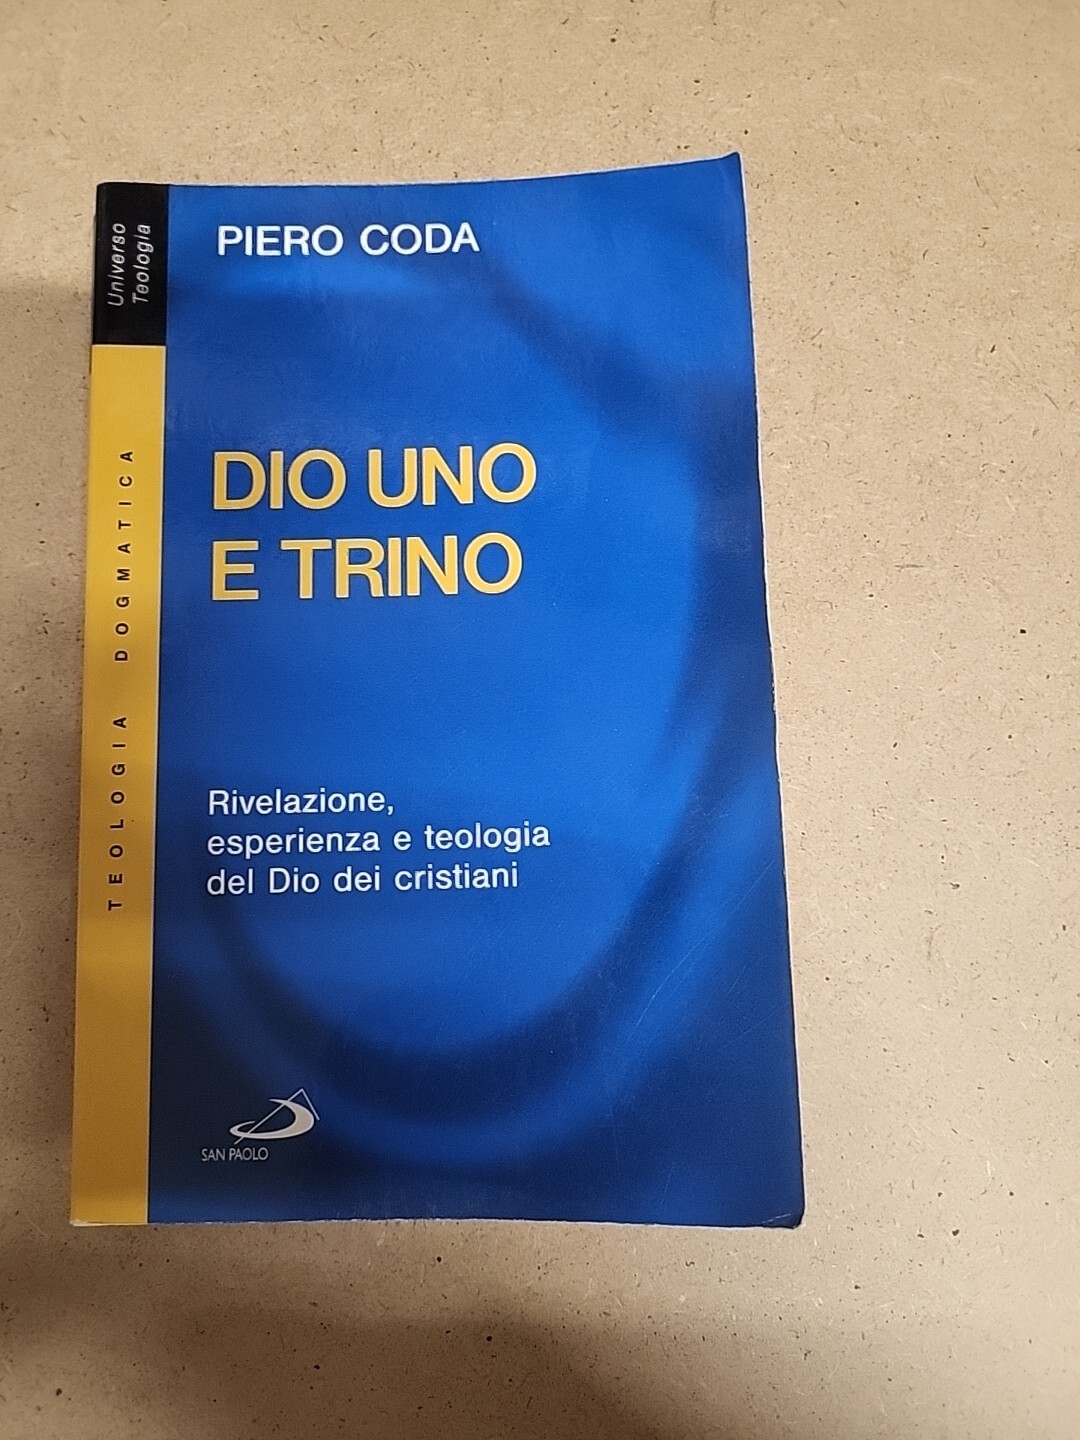 Universo
Teologia
TEOLOGIA DOGMATICA
PIERO CODA
DIO UNO
E TRINO
Rivelazione,
esperienza e teologia
del Dio dei cristiani
SAN PAOLO